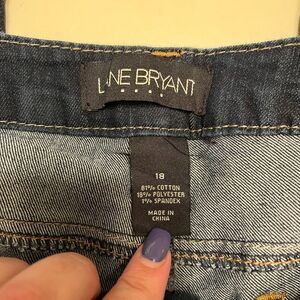 LANE BRYANT
18
81% COTTON
18% POLYESTER
1% SPANDEX
MADE IN
CHINA